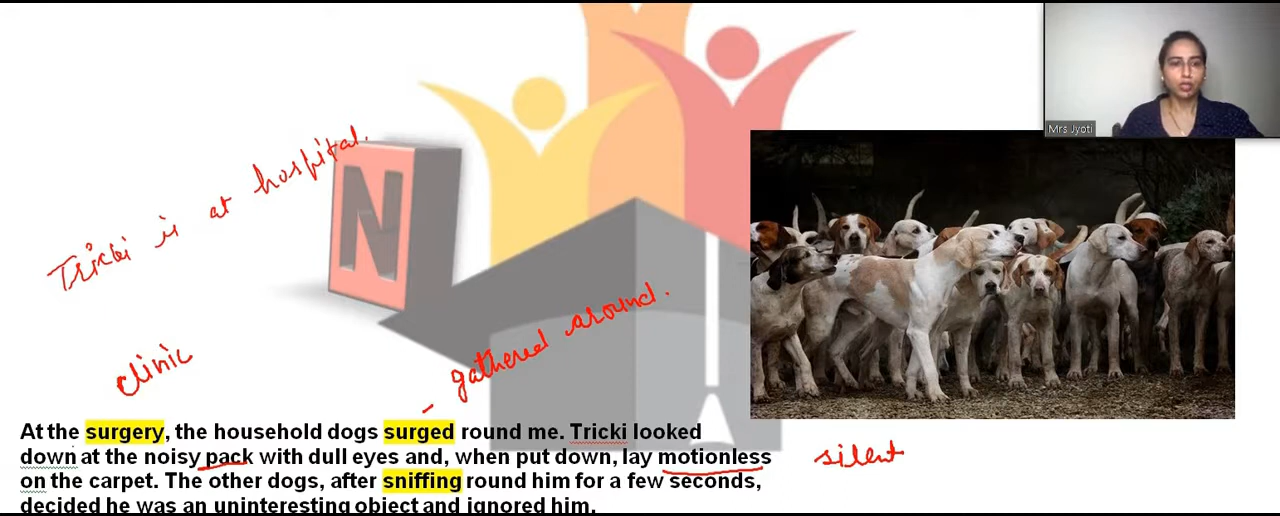 Mrs Jyoti
Tricki is at hospital.
N
gathered around.
clinic
At the surgery, the household dogs surged round me. Tricki looked
down at the noisy pack with dull eyes and, when put down, lay motionless
silent
on the carpet. The other dogs, after sniffing round him for a few seconds,
decided he was an uninteresting object and ignored him.